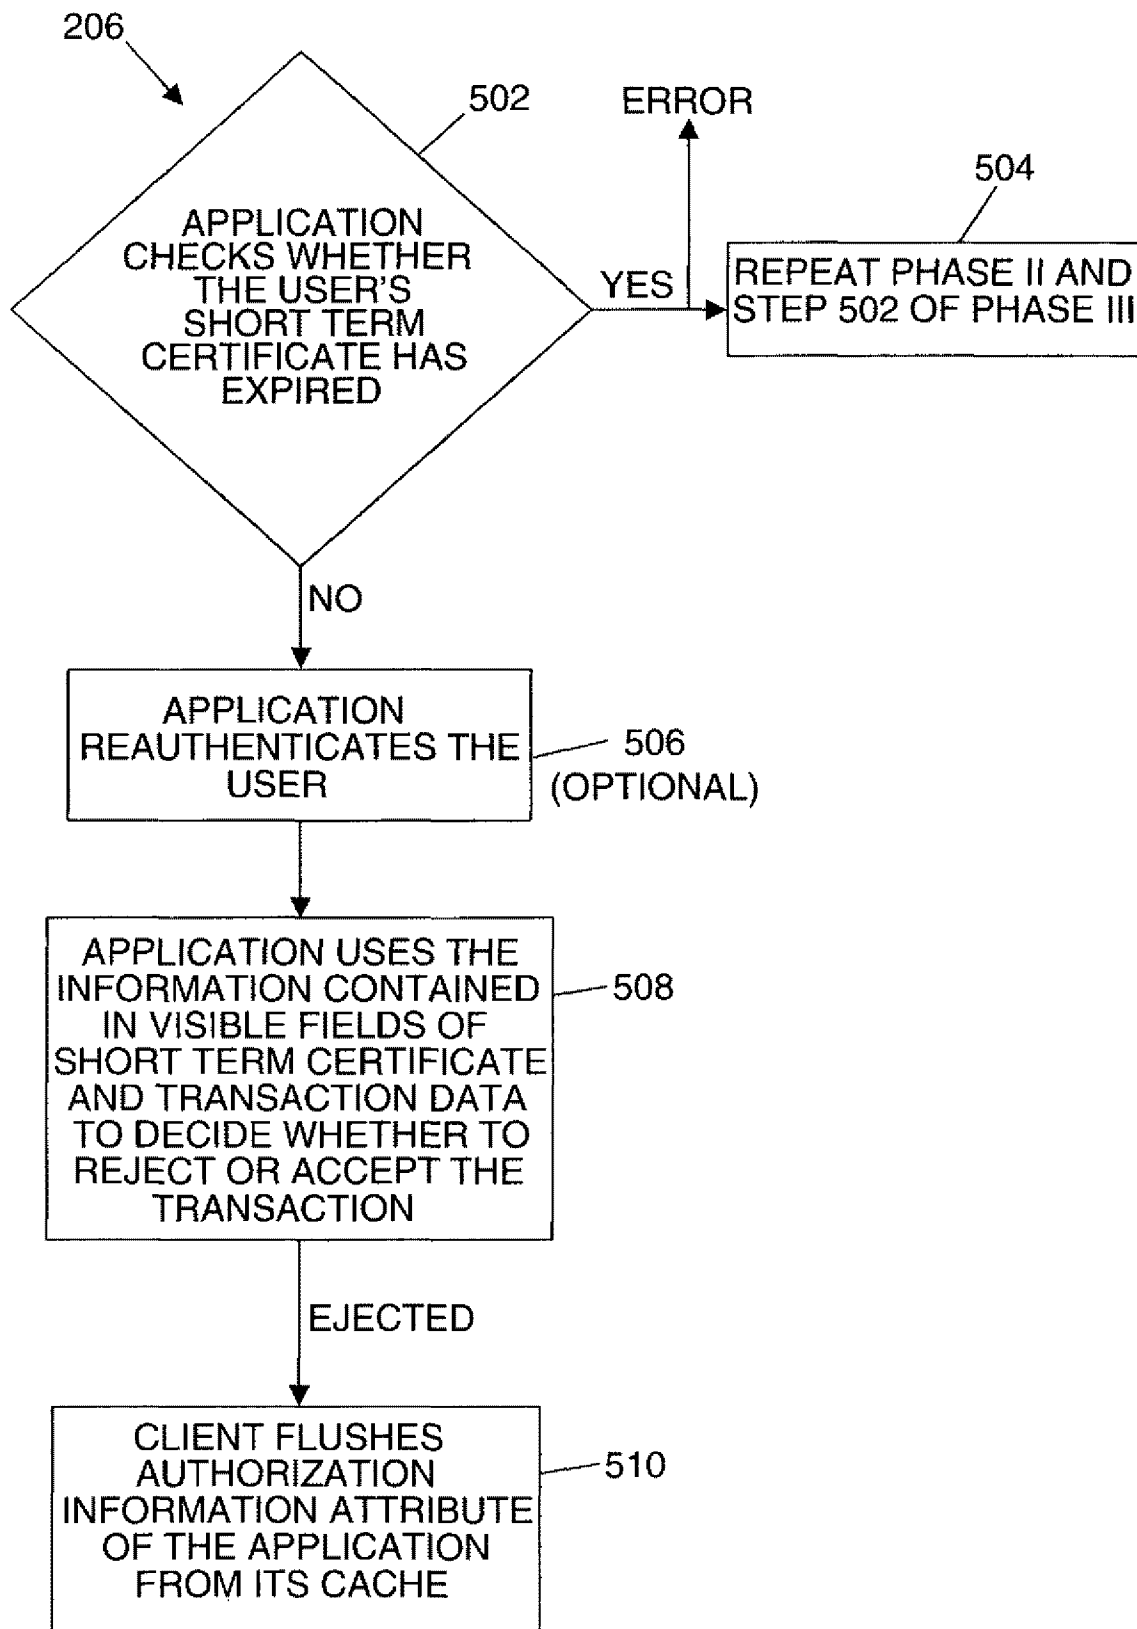 206
502
ERROR
504
APPLICATION
CHECKS WHETHER
THE USER'S
SHORT TERM
CERTIFICATE HAS
EXPIRED
YES
REPEAT PHASE II AND
STEP 502 OF PHASE III
NO
APPLICATION
REAUTHENTICATES THE
USER
506
(OPTIONAL)
APPLICATION USES THE
INFORMATION CONTAINED
IN VISIBLE FIELDS OF
SHORT TERM CERTIFICATE
AND TRANSACTION DATA
TO DECIDE WHETHER TO
REJECT OR ACCEPT THE
TRANSACTION
508
EJECTED
CLIENT FLUSHES
AUTHORIZATION
INFORMATION ATTRIBUTE
OF THE APPLICATION
FROM ITS CACHE
510